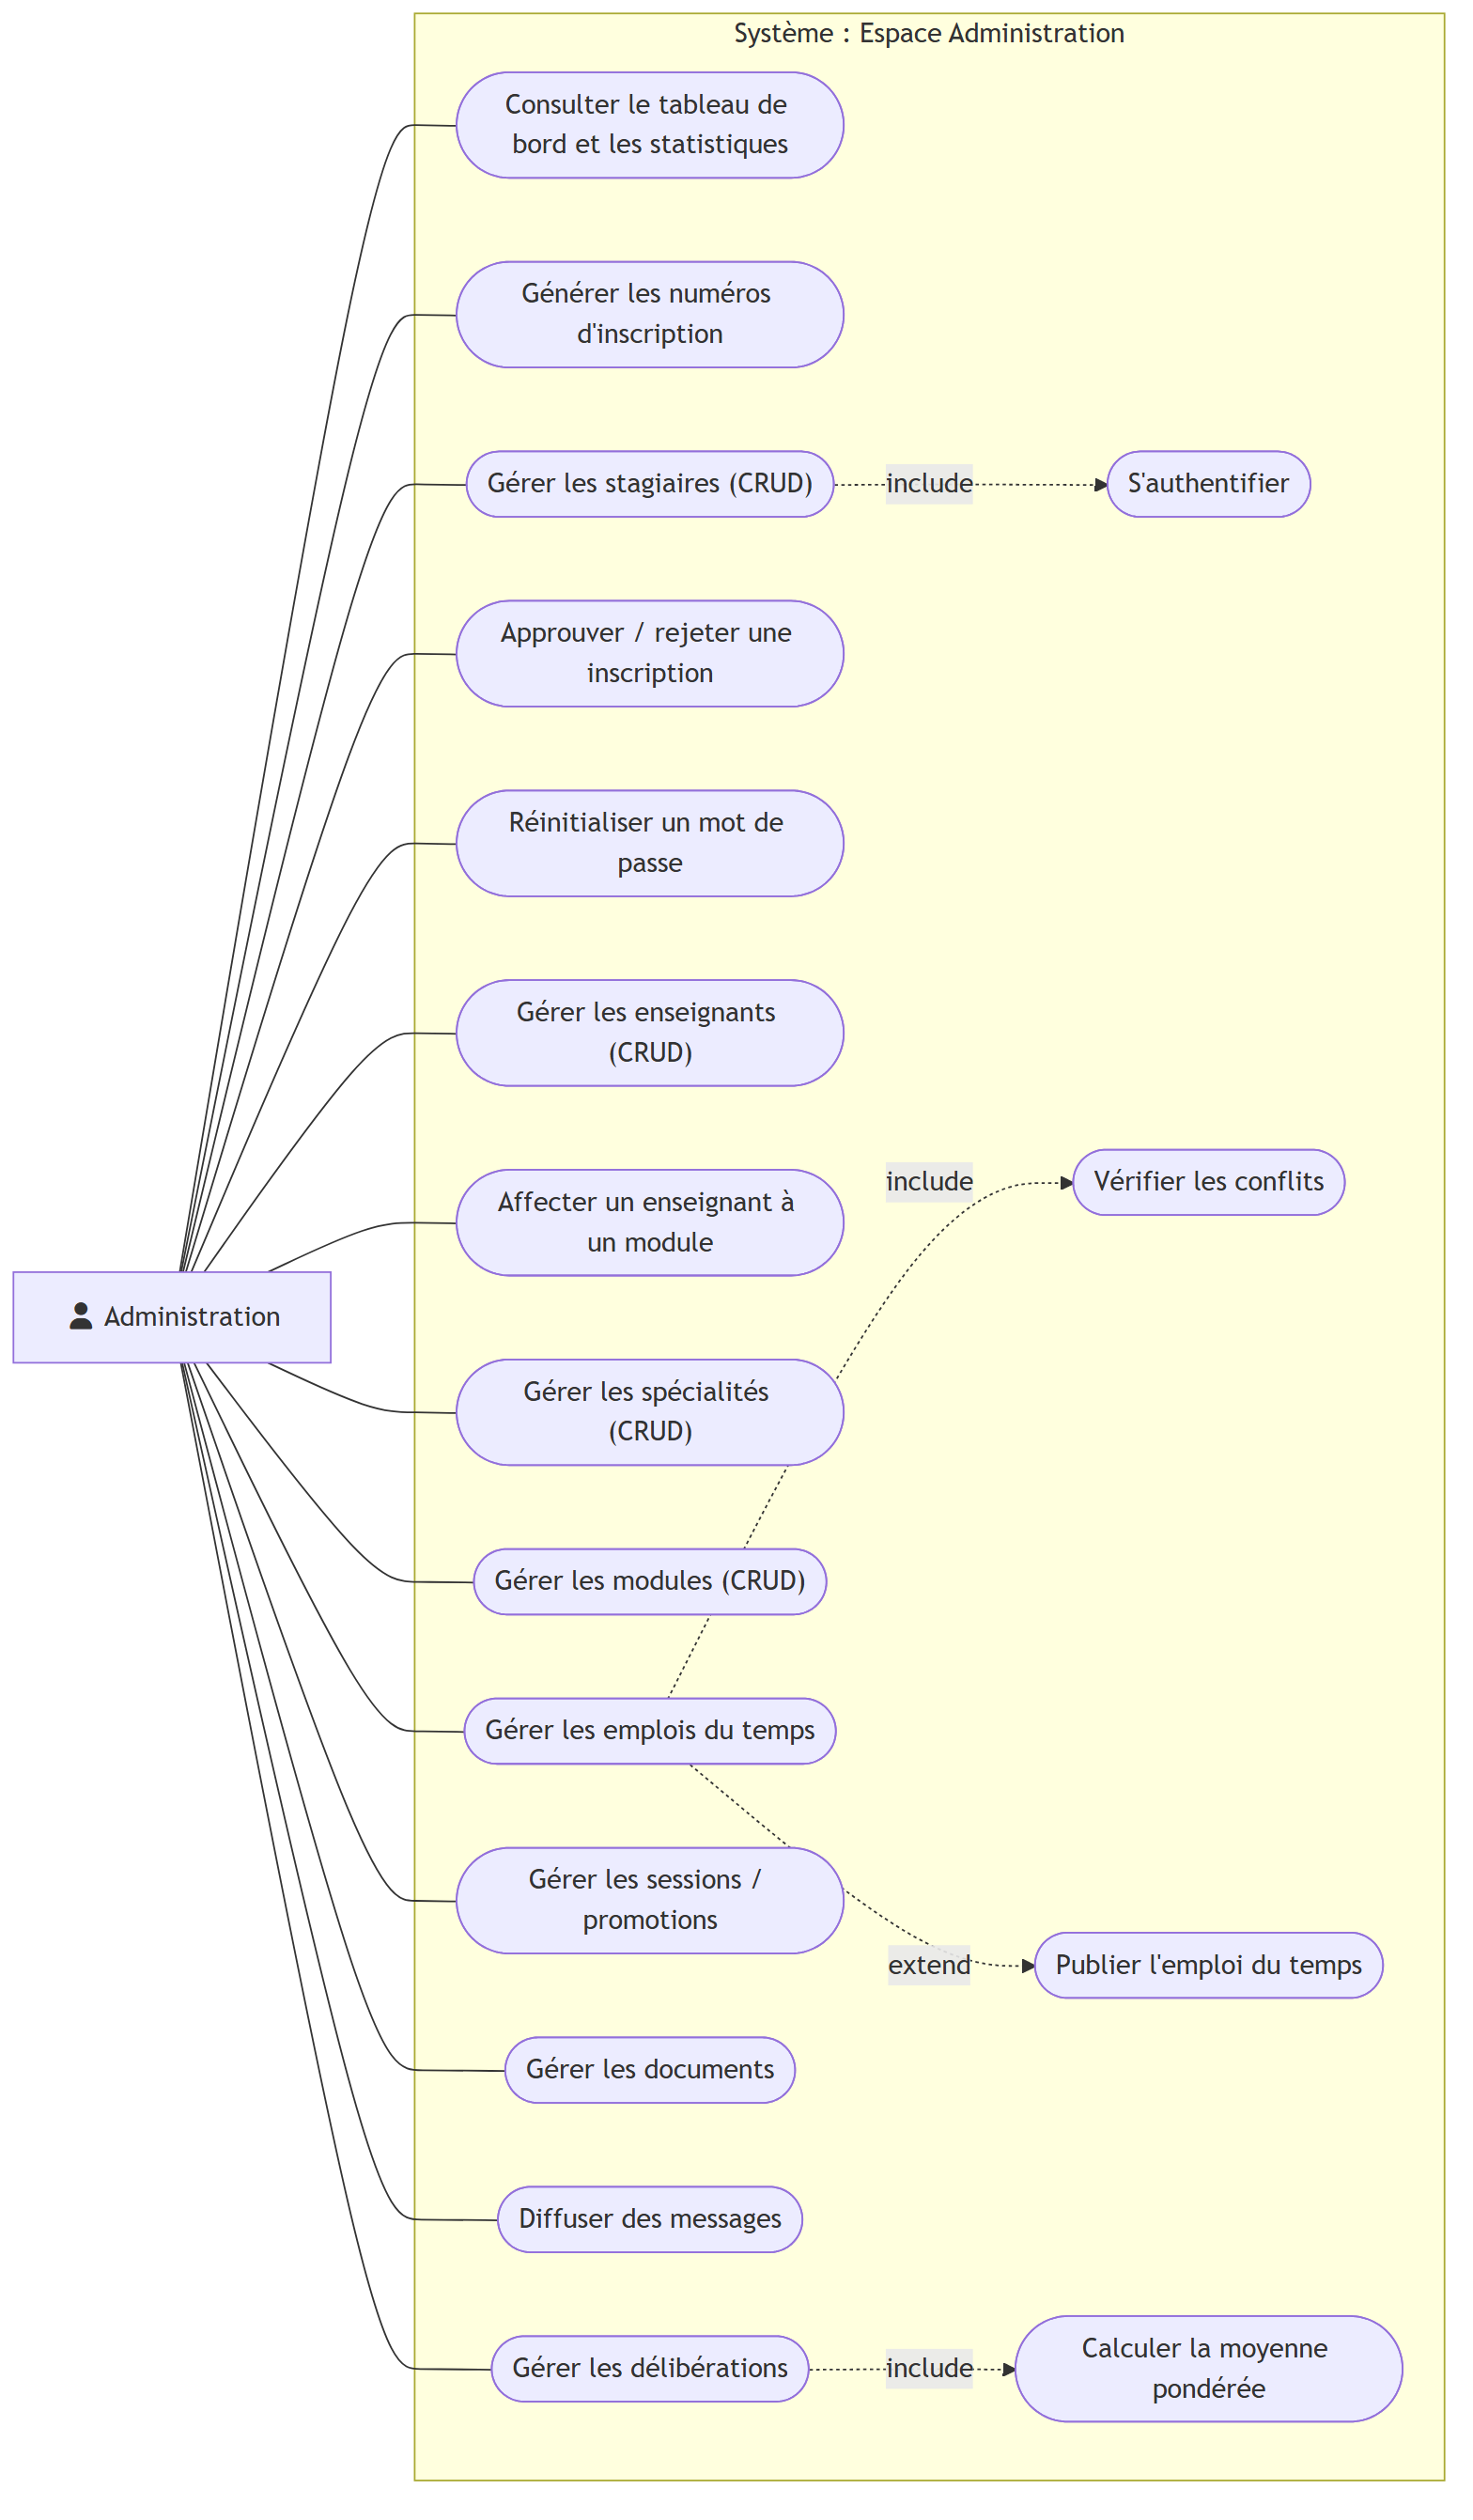 Système : Espace Administration
Consulter le tableau de
bord et les statistiques
Générer les numéros
d'inscription
Gérer les stagiaires (CRUD)
include
S'authentifier
Approuver / rejeter une
inscription
Réinitialiser un mot de
passe
Gérer les enseignants
(CRUD)
Affecter un enseignant à
un module
include
Vérifier les conflits
Administration
Gérer les spécialités
(CRUD)
Gérer les modules (CRUD)
Gérer les emplois du temps
Gérer les sessions /
promotions
extend
Publier l'emploi du temps
Gérer les documents
Diffuser des messages
Gérer les délibérations
include
Calculer la moyenne
pondérée